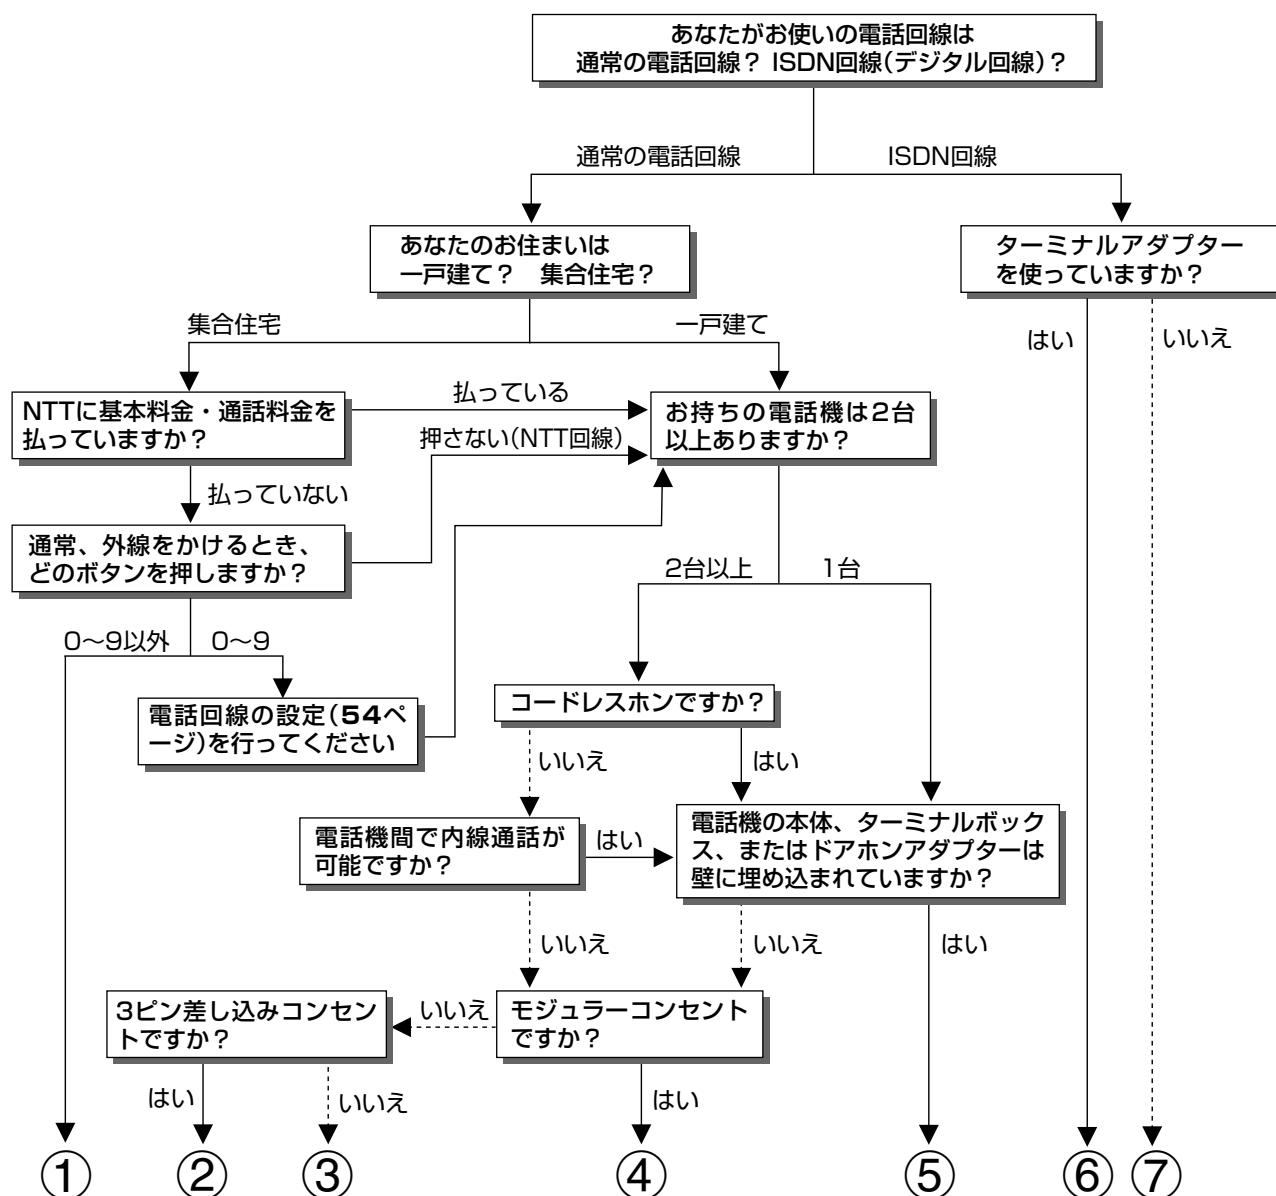 あなたがお使いの電話回線は
通常の電話回線？ ISDN回線(デジタル回線)？
通常の電話回線
ISDN回線
あなたのお住まいは
一戸建て？　集合住宅？
ターミナルアダプター
を使っていますか？
集合住宅
一戸建て
はい
いいえ
NTTに基本料金・通話料金を
払っていますか？
払っている
お持ちの電話機は2台
以上ありますか？
押さない(NTT回線)
払っていない
通常、外線をかけるとき、
どのボタンを押しますか？
2台以上
1台
0〜9以外
0〜9
電話回線の設定(54ペ
ージ)を行ってください
コードレスホンですか？
いいえ
はい
電話機間で内線通話が
可能ですか？
はい
電話機の本体、ターミナルボック
ス、またはドアホンアダプターは
壁に埋め込まれていますか？
いいえ
いいえ
はい
3ピン差し込みコンセン
トですか？
いいえ
モジュラーコンセント
ですか？
はい
いいえ
はい
① ② ③ ④ ⑤ ⑥ ⑦